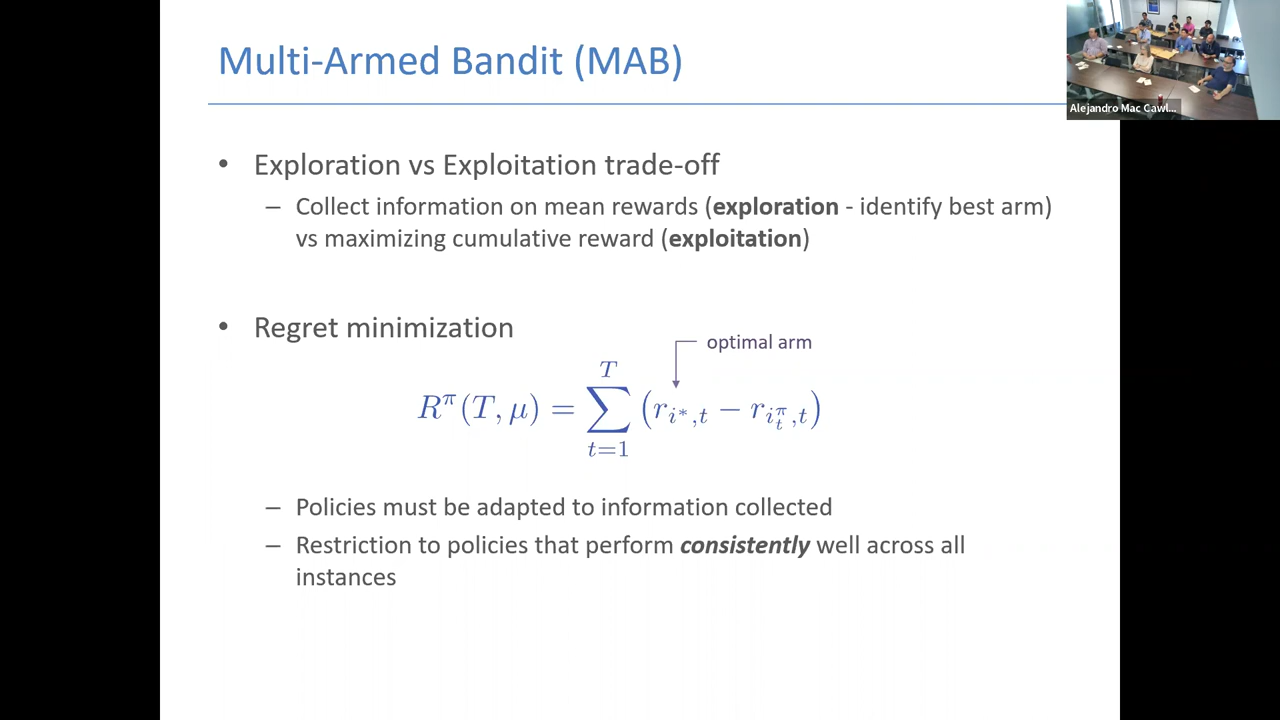 Multi-Armed Bandit (MAB)
Alejandro Mac Cawl...
• Exploration vs Exploitation trade-off
– Collect information on mean rewards (exploration - identify best arm)
vs maximizing cumulative reward (exploitation)
• Regret minimization
optimal arm
R^π(T, μ) = ∑_{t=1}^{T} (r_{i*,t} − r_{i_t^π,t})
– Policies must be adapted to information collected
– Restriction to policies that perform consistently well across all
instances